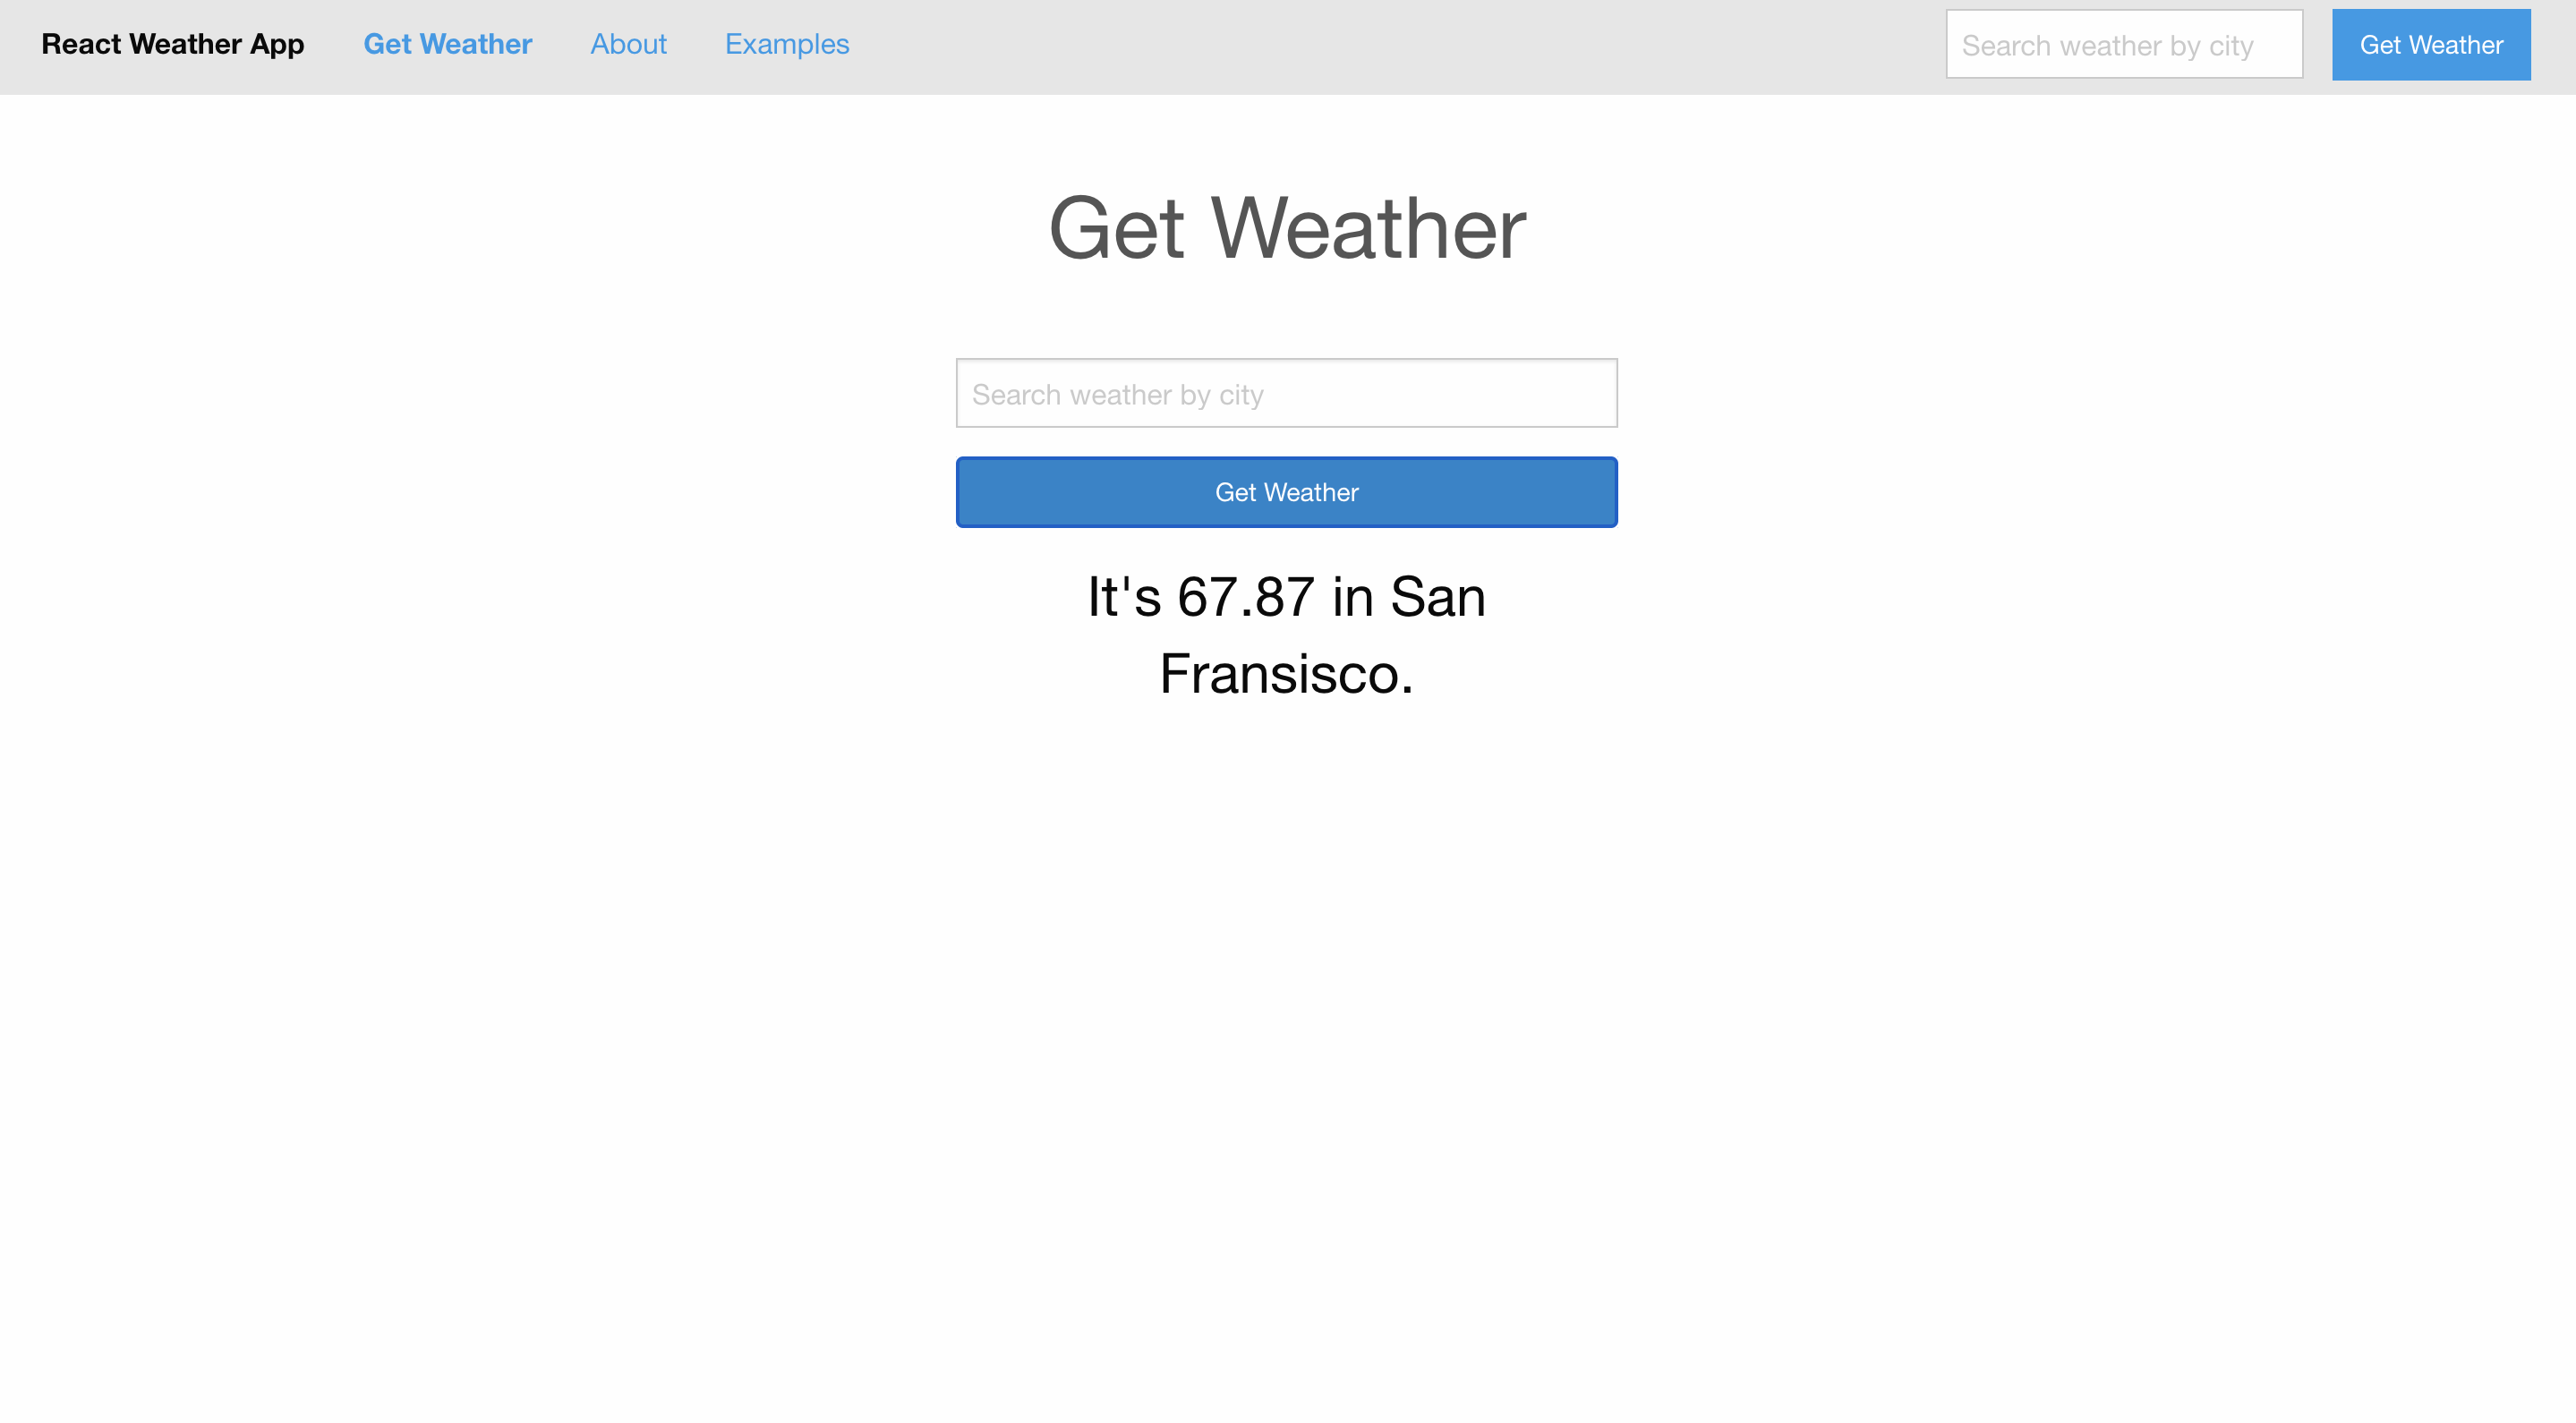 React Weather App Get Weather About Examples Search weather by city Get Weather
Get Weather
Search weather by city
Get Weather
It's 67.87 in San
Fransisco.